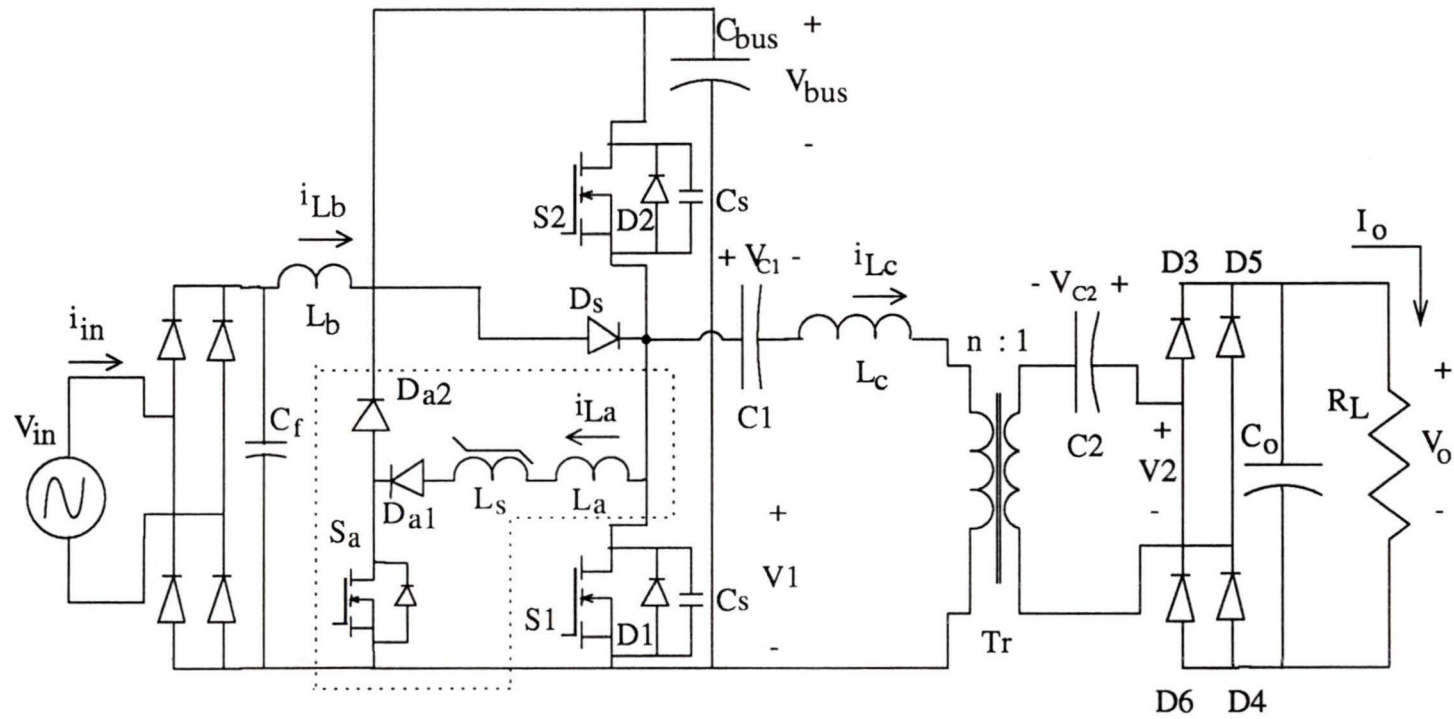 C_bus
+
V_bus
-
S2
D2
Cs
i_Lb
L_b
D_s
+ V_C1 -
i_Lc
C1
L_c
n : 1
- V_C2 +
C2
D3
D5
I_o
i_in
V_in
C_f
D_a2
i_La
D_a1
L_s
L_a
S_a
S1
D1
Cs
+
V1
-
Tr
+
V2
-
C_o
R_L
+
V_o
-
D6
D4